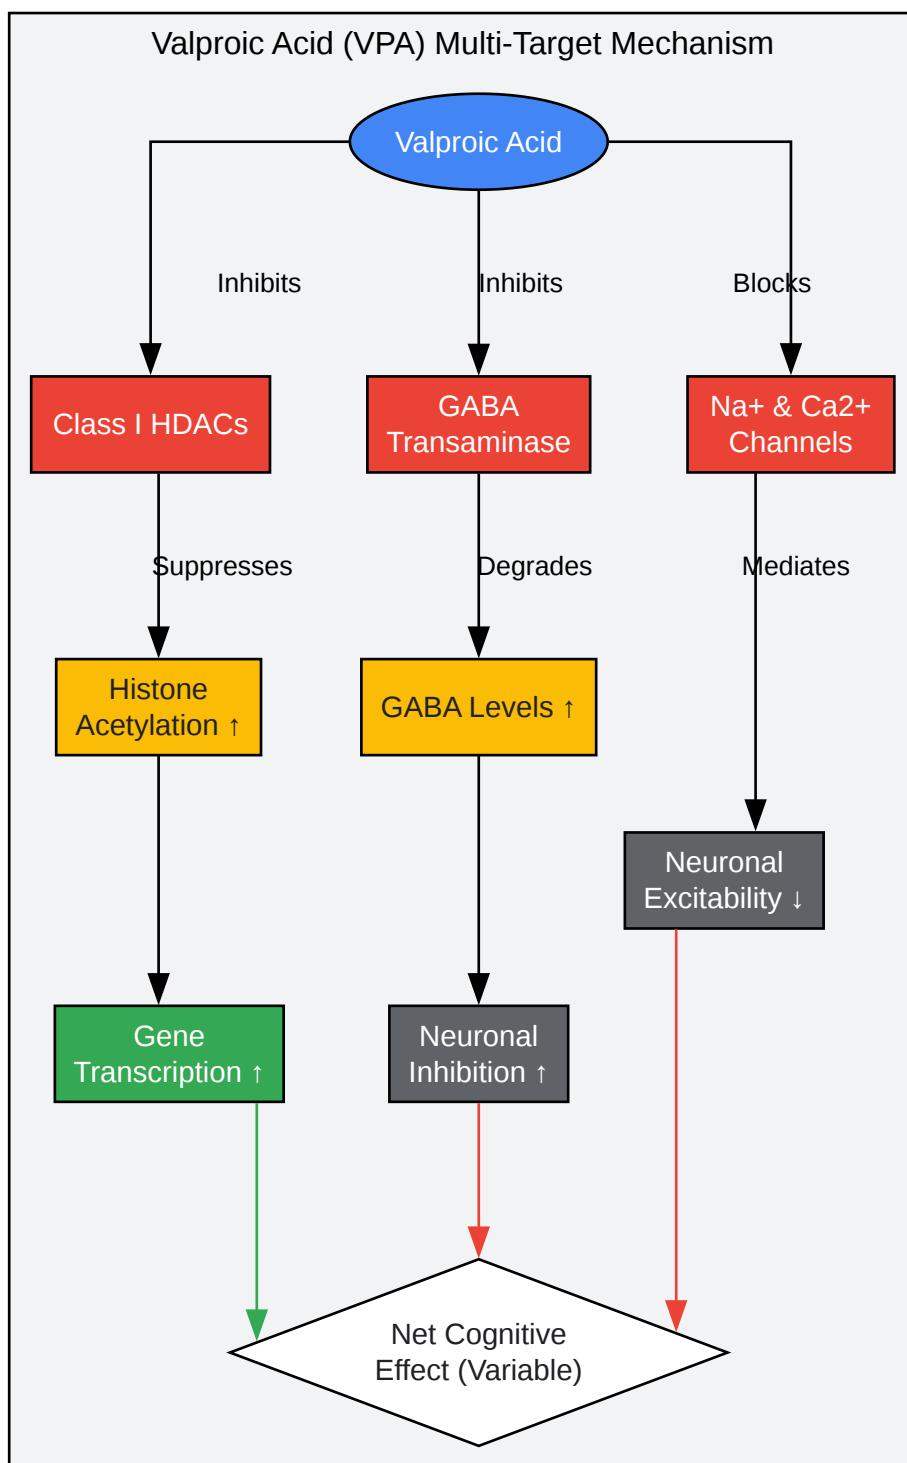 Valproic Acid (VPA) Multi-Target Mechanism
Valproic Acid
Inhibits
Inhibits
Blocks
Class I HDACs
GABA
Transaminase
Na+ & Ca2+
Channels
Suppresses
Degrades
Mediates
Histone
Acetylation ↑
GABA Levels ↑
Neuronal
Excitability ↓
Gene
Transcription ↑
Neuronal
Inhibition ↑
Net Cognitive
Effect (Variable)